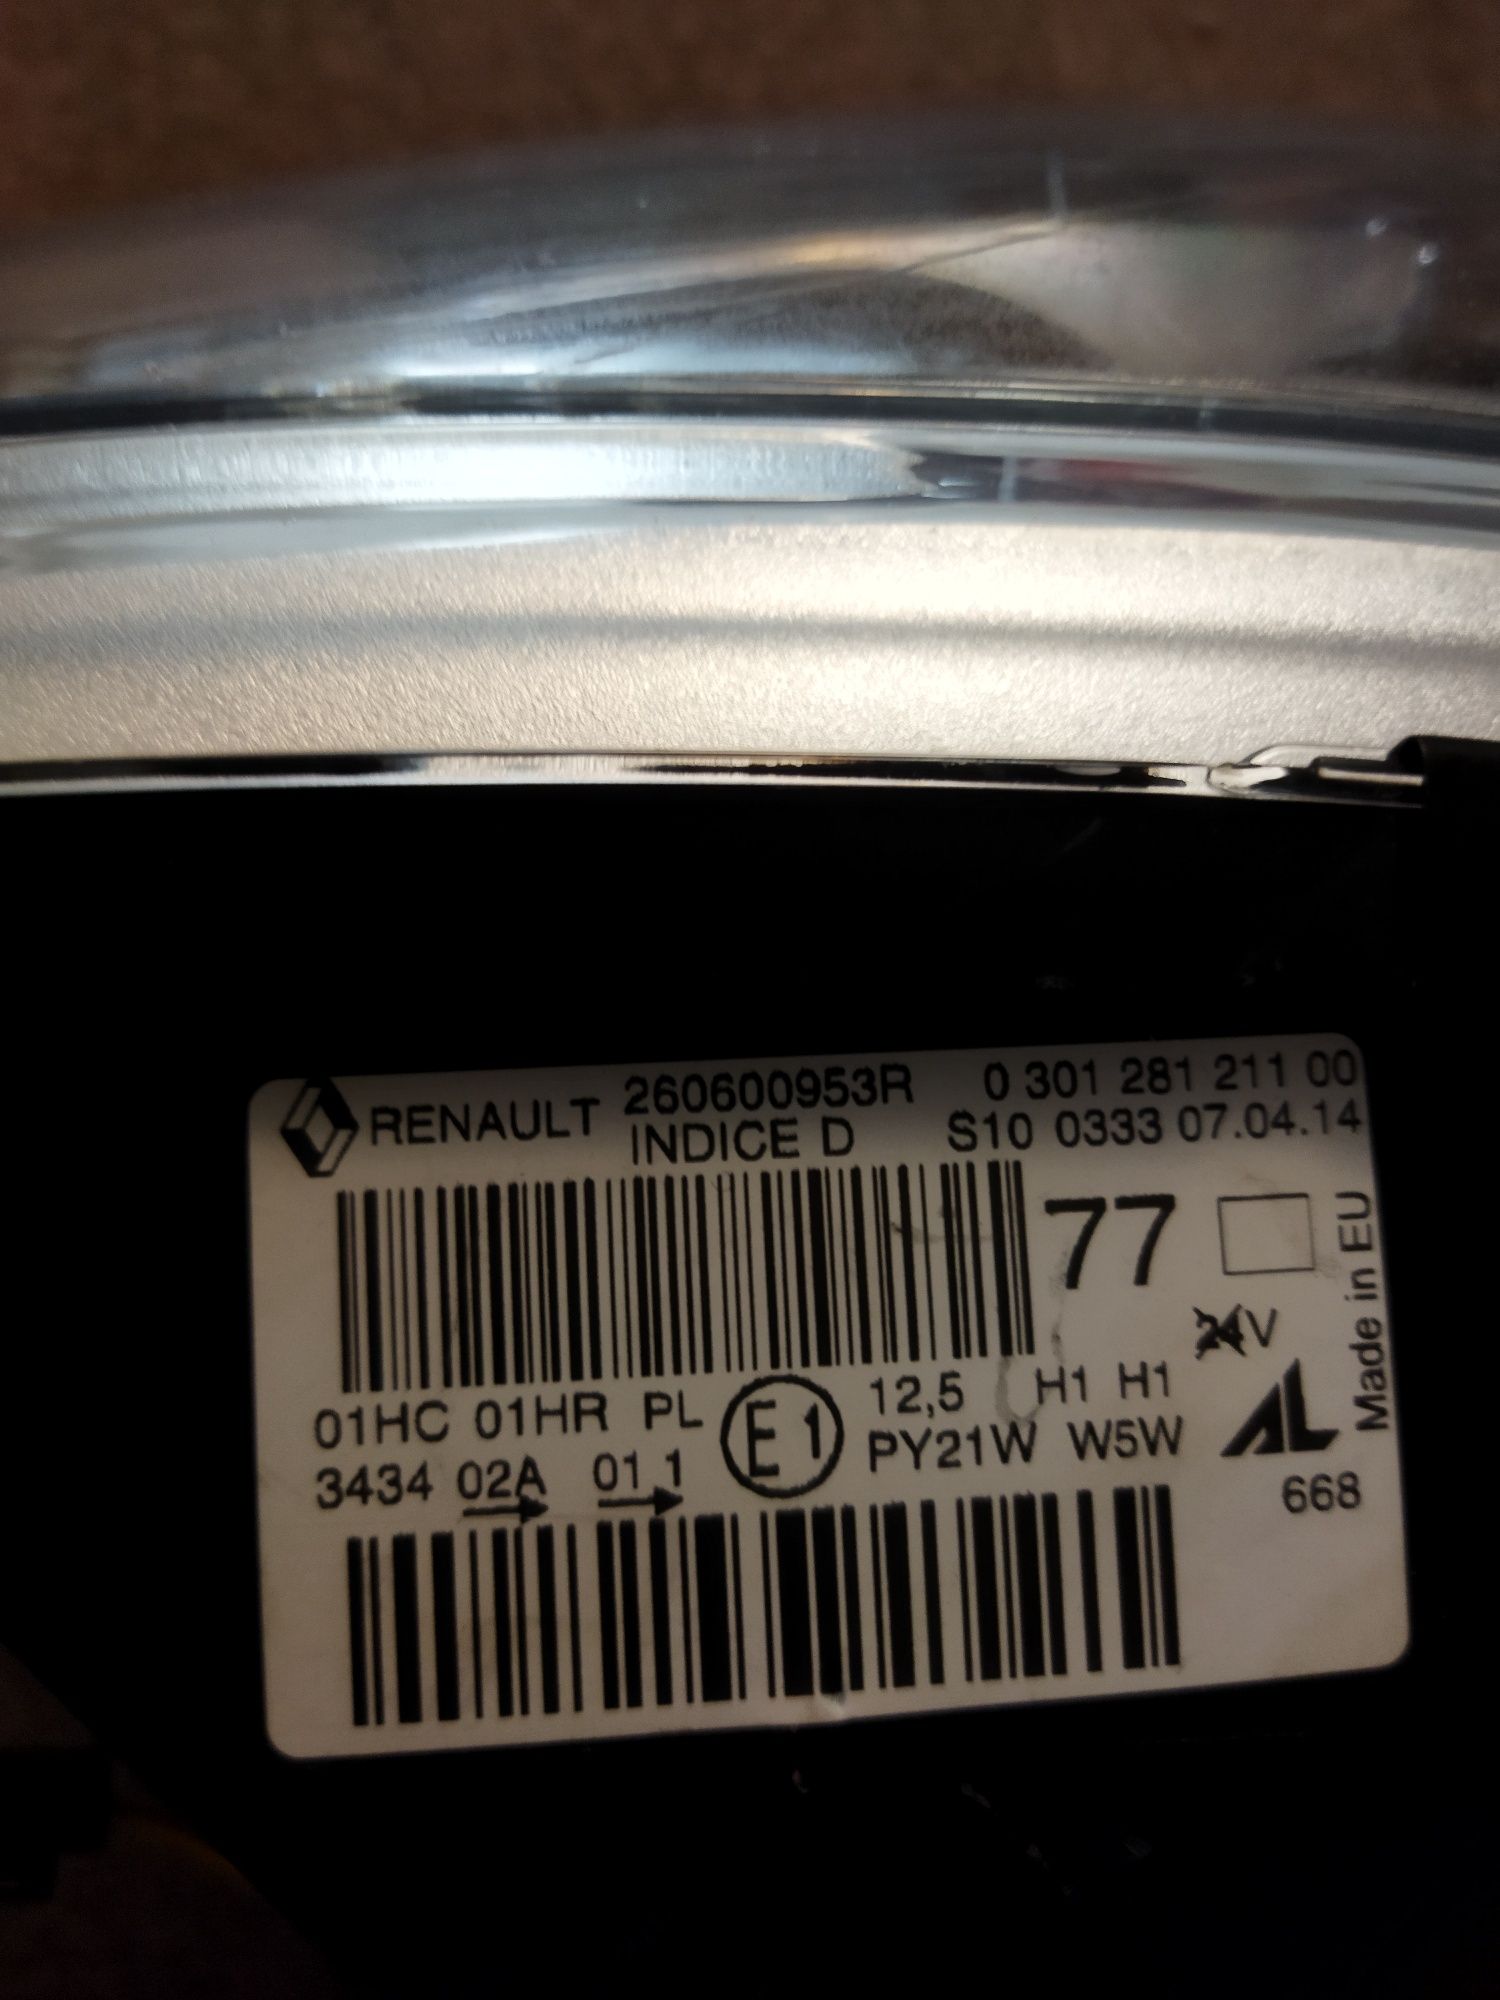 RENAULT 260600953R 0 301 281 211 00
INDICE D S10 0333 07.04.14
77
Made in EU
V
01HC 01HR PL E1 12,5 H1 H1
3434 02A 01 1 PY21W W5W AL
668